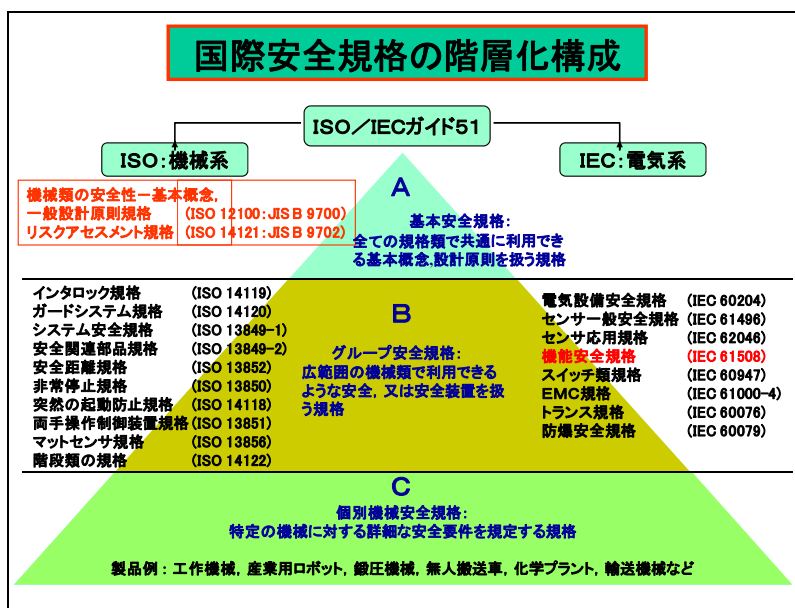 国際安全規格の階層化構成
ISO／IECガイド51
ISO：機械系
IEC：電気系
機械類の安全性－基本概念，
一般設計原則規格 (ISO 12100：JIS B 9700)
リスクアセスメント規格 (ISO 14121：JIS B 9702)
A
基本安全規格：
全ての規格類で共通に利用でき
る基本概念，設計原則を扱う規格
インタロック規格 (ISO 14119)
ガードシステム規格 (ISO 14120)
システム安全規格 (ISO 13849-1)
安全関連部品規格 (ISO 13849-2)
安全距離規格 (ISO 13852)
非常停止規格 (ISO 13850)
突然の起動防止規格 (ISO 14118)
両手操作制御装置規格(ISO 13851)
マットセンサ規格 (ISO 13856)
階段類の規格 (ISO 14122)
B
グループ安全規格：
広範囲の機械類で利用できる
ような安全，又は安全装置を扱
う規格
電気設備安全規格 (IEC 60204)
センサ一般安全規格 (IEC 61496)
センサ応用規格 (IEC 62046)
機能安全規格 (IEC 61508)
スイッチ類規格 (IEC 60947)
EMC規格 (IEC 61000-4)
トランス規格 (IEC 60076)
防爆安全規格 (IEC 60079)
C
個別機械安全規格：
特定の機械に対する詳細な安全要件を規定する規格
製品例：工作機械，産業用ロボット，鍛圧機械，無人搬送車，化学プラント，輸送機械など